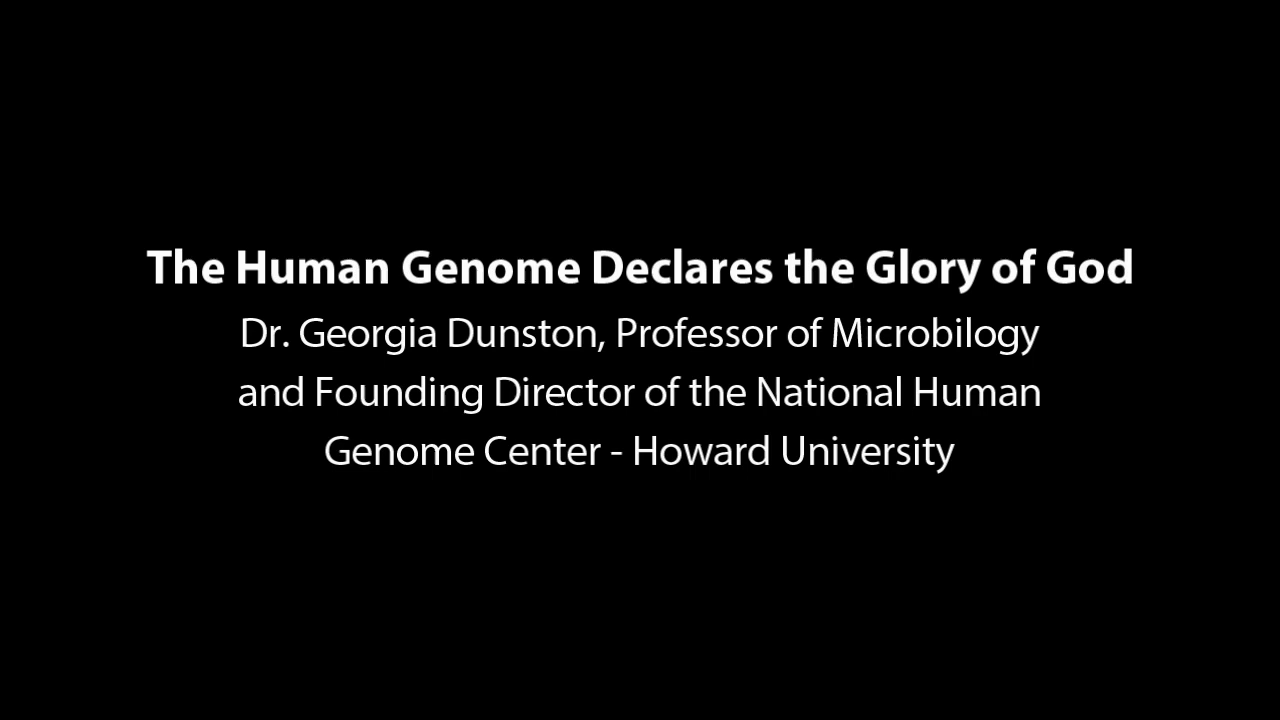 The Human Genome Declares the Glory of God
Dr. Georgia Dunston, Professor of Microbilogy
and Founding Director of the National Human
Genome Center - Howard University